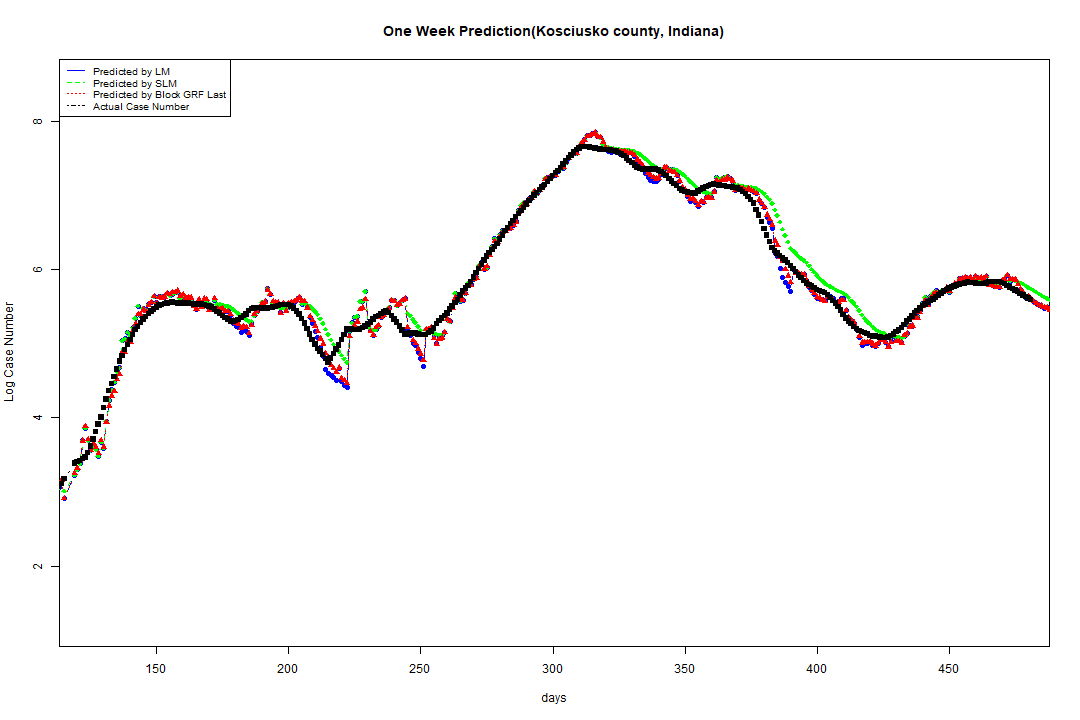 One Week Prediction(Kosciusko county, Indiana)
Predicted by LM
Predicted by SLM
Predicted by Block GRF Last
Actual Case Number
Log Case Number
8
6
4
2
150 200 250 300 350 400 450
days